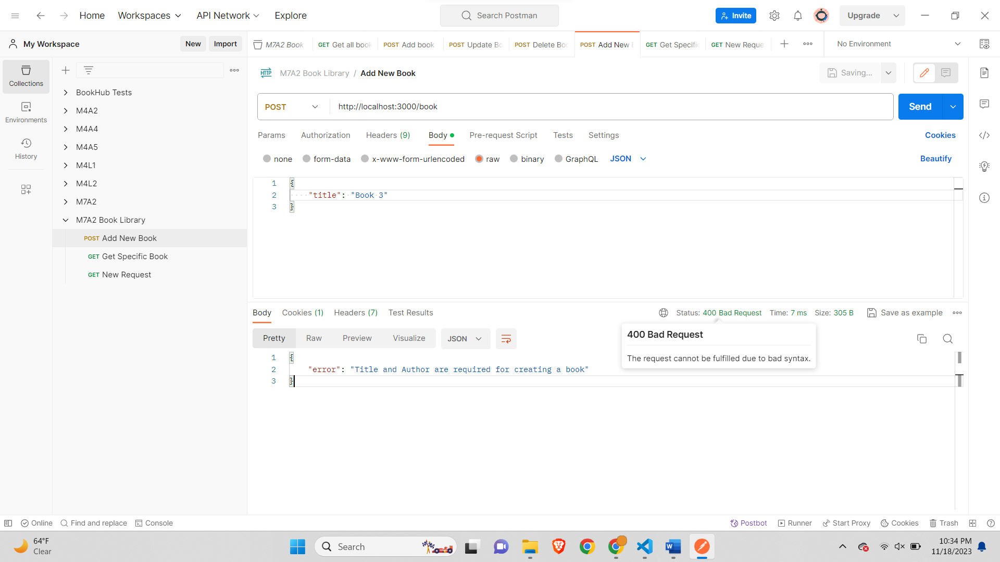 Home Workspaces API Network Explore Search Postman Invite Upgrade
My Workspace New Import
M7A2 Book GET Get all book POST Add book POST Update Bo POST Delete Boo POST Add New GET Get Specific GET New Reque No Environment
Collections
Environments
History
BookHub Tests
M4A2
M4A4
M4A5
M4L1
M4L2
M7A2
M7A2 Book Library
POST Add New Book
GET Get Specific Book
GET New Request
HTTP M7A2 Book Library / Add New Book Saving...
POST http://localhost:3000/book Send
Params Authorization Headers (9) Body Pre-request Script Tests Settings Cookies
none form-data x-www-form-urlencoded raw binary GraphQL JSON Beautify
1 {
2 "title": "Book 3"
3 }
Body Cookies (1) Headers (7) Test Results Status: 400 Bad Request Time: 7 ms Size: 305 B Save as example
400 Bad Request
The request cannot be fulfilled due to bad syntax.
Pretty Raw Preview Visualize JSON
1 {
2 "error": "Title and Author are required for creating a book"
3 }
Online Find and replace Console Postbot Runner Start Proxy Cookies Trash
64°F
Clear
Search
10:34 PM
11/18/2023